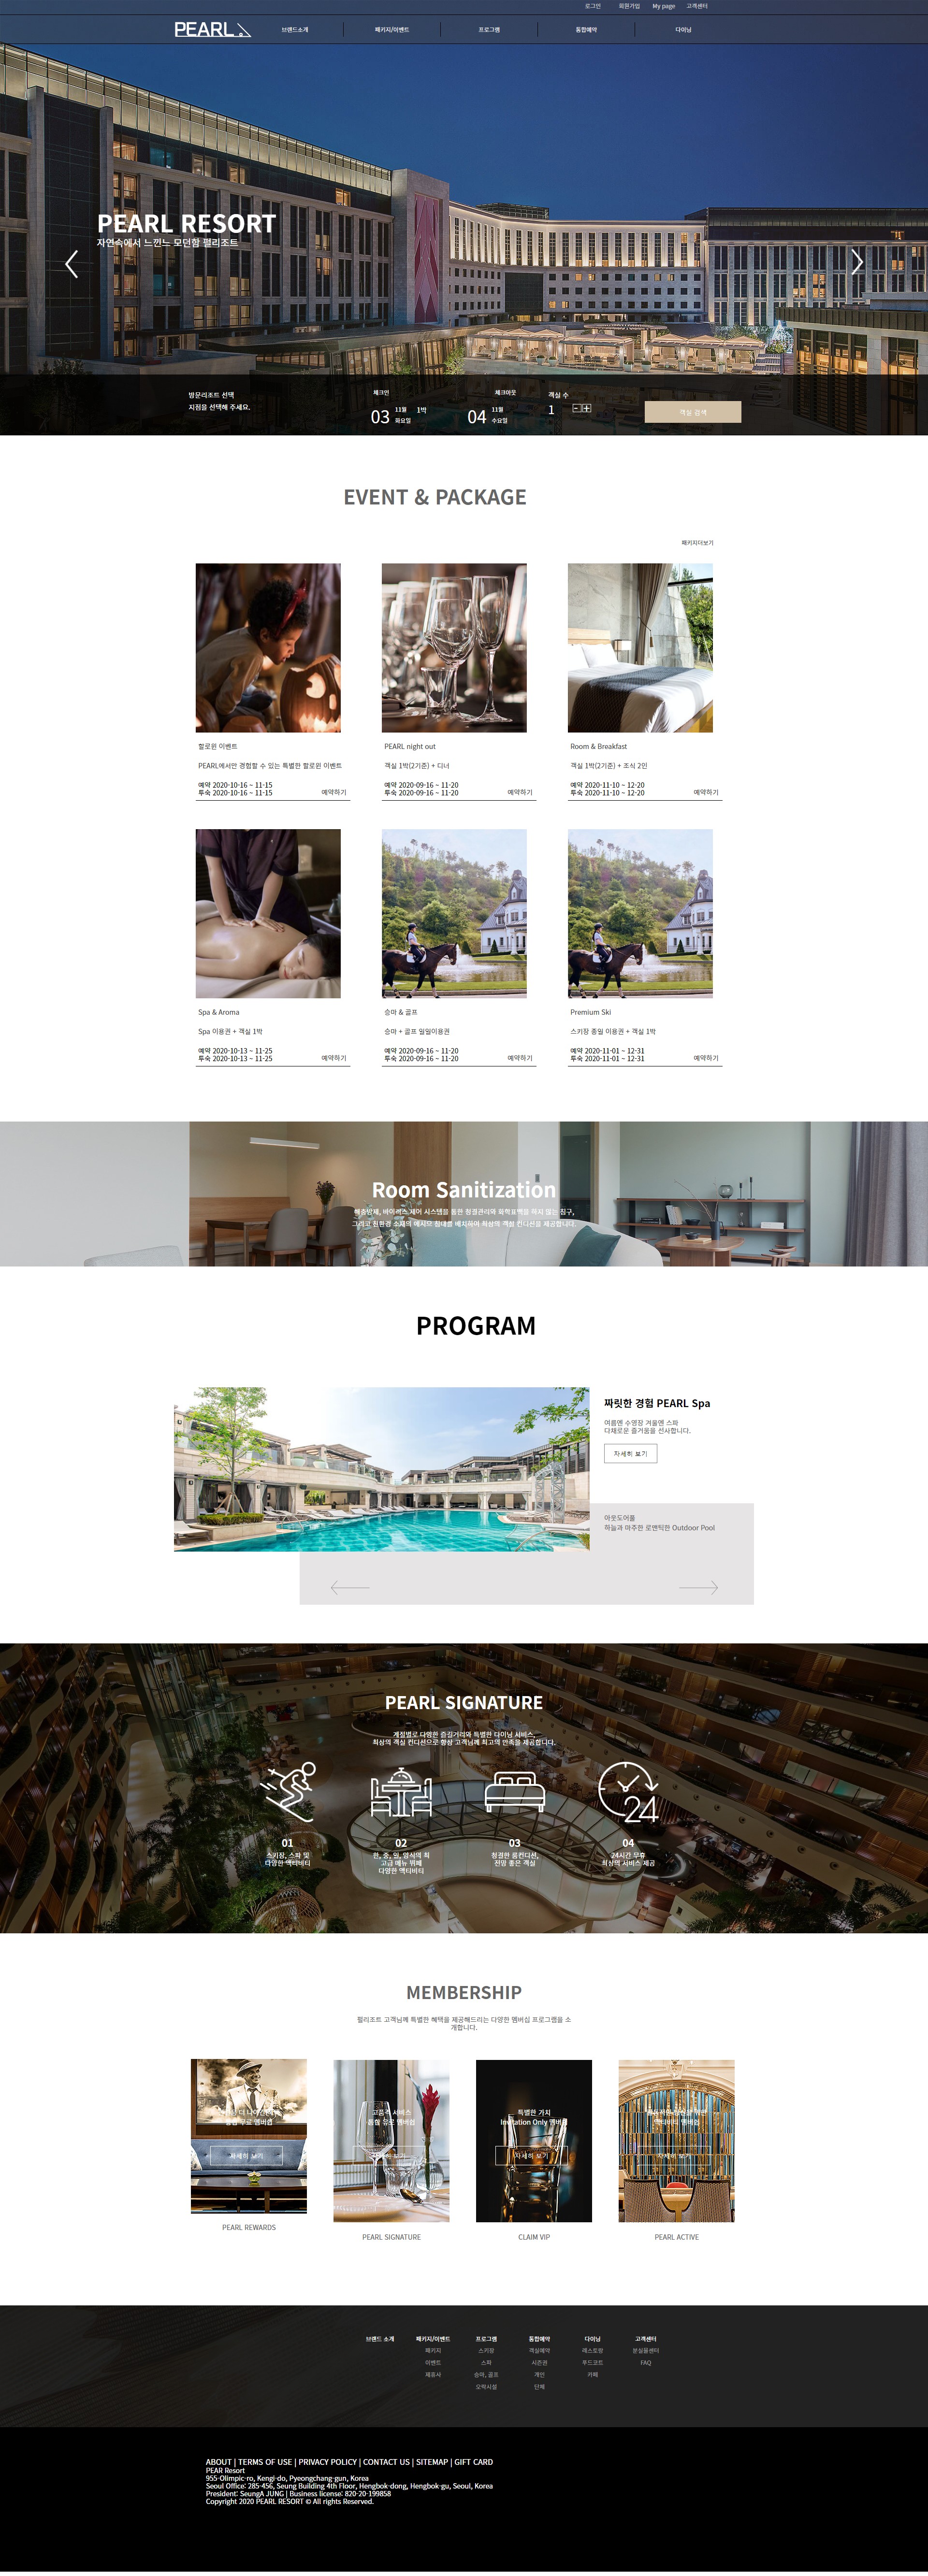 로그인 회원가입 My page 고객센터
PEARL
브랜드소개 패키지/이벤트 프로그램 통합예약 다이닝
PEARL RESORT
자연속에서 느낀느 모던함 펄리조트
방문리조트 선택
지점을 선택해 주세요.
체크인
03 11월 1박
화요일
체크아웃
04 11월
수요일
객실 수
1 - +
객실 검색
EVENT & PACKAGE
패키지더보기
할로윈 이벤트
PEARL에서만 경험할 수 있는 특별한 할로윈 이벤트
예약 2020-10-16 ~ 11-15
투숙 2020-10-16 ~ 11-15
예약하기
PEARL night out
객실 1박(2기준) + 디너
예약 2020-09-16 ~ 11-20
투숙 2020-09-16 ~ 11-20
예약하기
Room & Breakfast
객실 1박(2기준) + 조식 2인
예약 2020-11-10 ~ 12-20
투숙 2020-11-10 ~ 12-20
예약하기
Spa & Aroma
Spa 이용권 + 객실 1박
예약 2020-10-13 ~ 11-25
투숙 2020-10-13 ~ 11-25
예약하기
승마 & 골프
승마 + 골프 일일이용권
예약 2020-09-16 ~ 11-20
투숙 2020-09-16 ~ 11-20
예약하기
Premium Ski
스키장 종일 이용권 + 객실 1박
예약 2020-11-01 ~ 12-31
투숙 2020-11-01 ~ 12-31
예약하기
Room Sanitization
해충방제, 바이러스 제어 시스템을 통한 청결관리와 화학표백을 하지 않는 침구,
그리고 친환경 소재의 에시모 침대를 배치하여 최상의 객실 컨디션을 제공합니다.
PROGRAM
짜릿한 경험 PEARL Spa
여름엔 수영장 겨울엔 스파
다채로운 즐거움을 선사합니다.
자세히 보기
아웃도어풀
하늘과 마주한 로맨틱한 Outdoor Pool
PEARL SIGNATURE
계절별로 다양한 즐길거리와 특별한 다이닝 서비스,
최상의 객실 컨디션으로 항상 고객님께 최고의 만족을 제공합니다.
24
01
스키장, 스파 및
다양한 액티비티
02
한, 중, 일, 양식의 최
고급 메뉴 뷔페
다양한 액티비티
03
청결한 룸컨디션,
전망 좋은 객실
04
24시간 무휴
최상의 서비스 제공
MEMBERSHIP
펄리조트 고객님께 특별한 혜택을 제공해드리는 다양한 멤버십 프로그램을 소
개합니다.
자세히 보기
PEARL REWARDS
고품격 서비스
통합 유료 멤버쉽
자세히 보기
PEARL SIGNATURE
특별한 가치
Invitation Only 멤버쉽
자세히 보기
CLAIM VIP
자세히 보기
PEARL ACTIVE
브랜드 소개 패키지/이벤트 프로그램 통합예약 다이닝 고객센터
패키지 스키장 객실예약 레스토랑 분실물센터
이벤트 스파 시즌권 푸드코트 FAQ
제휴사 승마, 골프 개인 카페
오락시설 단체
ABOUT | TERMS OF USE | PRIVACY POLICY | CONTACT US | SITEMAP | GIFT CARD
PEAR Resort
955-Olimpic-ro, Kengi-do, Pyeongchang-gun, Korea
Seoul Office: 285-456, Seung Building 4th Floor, Hengbok-dong, Hengbok-gu, Seoul, Korea
President: SeungA JUNG | Business license: 820-20-199858
Copyright 2020 PEARL RESORT © All rights Reserved.